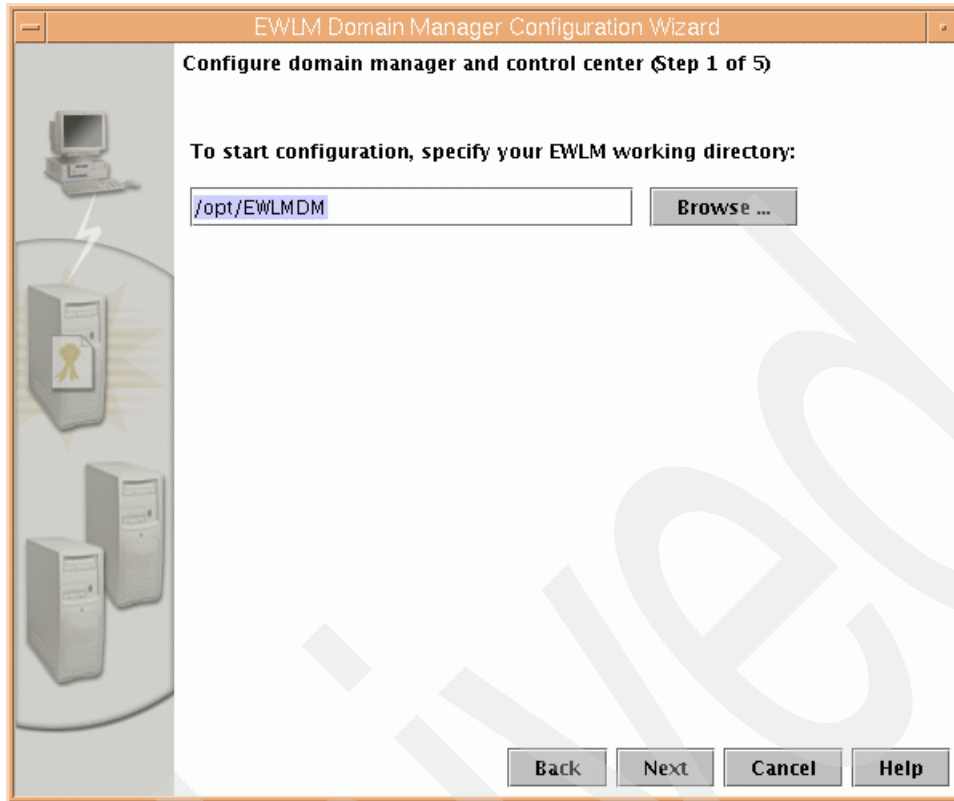 EWLM Domain Manager Configuration Wizard
Configure domain manager and control center (Step 1 of 5)
To start configuration, specify your EWLM working directory:
/opt/EWLMDM
Browse ...
Back Next Cancel Help